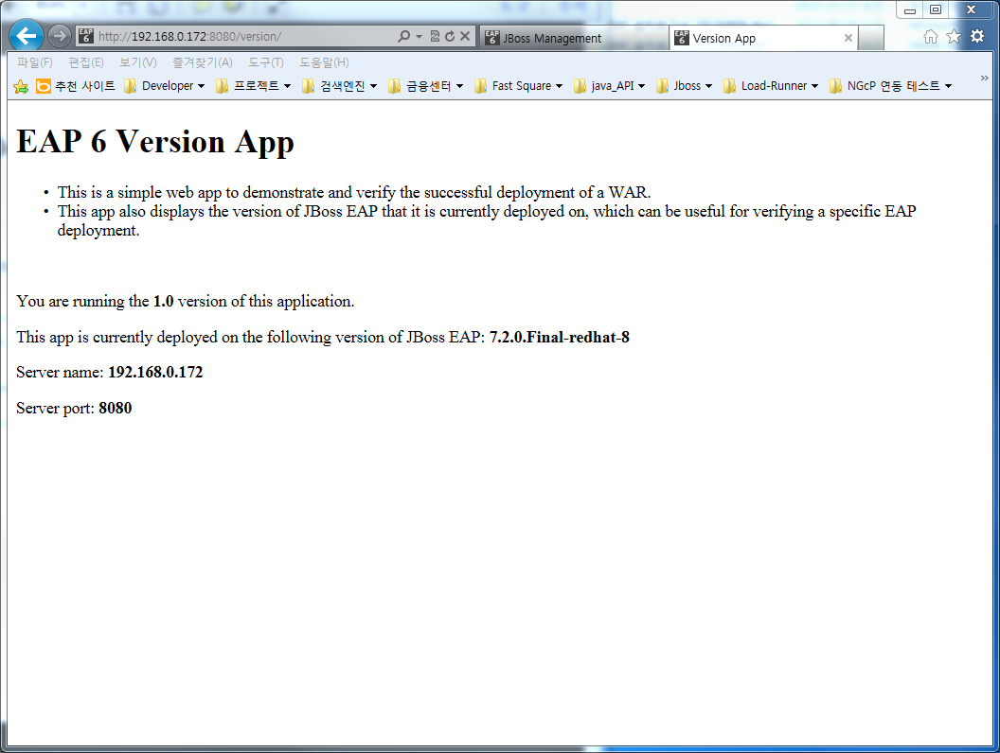 http://192.168.0.172:8080/version/
EAP 6 JBoss Management
EAP 6 Version App
파일(F) 편집(E) 보기(V) 즐겨찾기(A) 도구(T) 도움말(H)
추천 사이트 Developer 프로젝트 검색엔진 금융센터 Fast Square java_API Jboss Load-Runner NGcP 연동 테스트 »
EAP 6 Version App
• This is a simple web app to demonstrate and verify the successful deployment of a WAR.
• This app also displays the version of JBoss EAP that it is currently deployed on, which can be useful for verifying a specific EAP
deployment.
You are running the 1.0 version of this application.
This app is currently deployed on the following version of JBoss EAP: 7.2.0.Final-redhat-8
Server name: 192.168.0.172
Server port: 8080